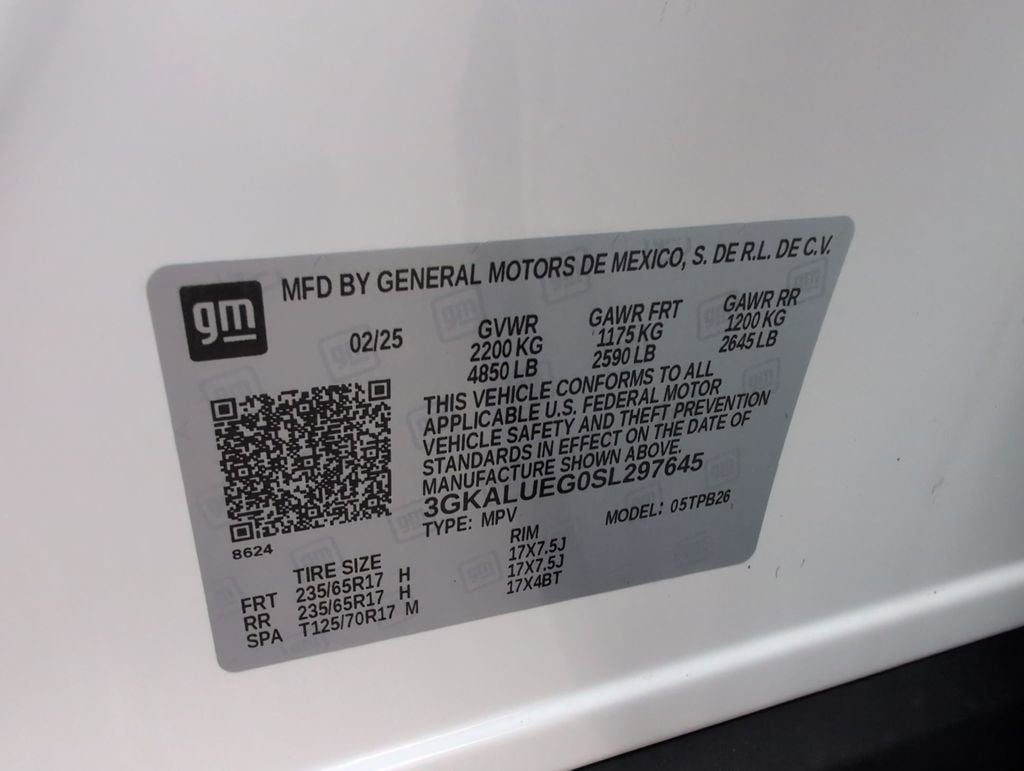 gm
MFD BY GENERAL MOTORS DE MEXICO, S. DE R.L. DE C.V.
02/25
GVWR
2200 KG
4850 LB
GAWR FRT
1175 KG
2590 LB
GAWR RR
1200 KG
2645 LB
THIS VEHICLE CONFORMS TO ALL
APPLICABLE U.S. FEDERAL MOTOR
VEHICLE SAFETY AND THEFT PREVENTION
STANDARDS IN EFFECT ON THE DATE OF
MANUFACTURE SHOWN ABOVE.
3GKALUEG0SL297645
TYPE: MPV MODEL: 05TPB26
8624
TIRE SIZE RIM
FRT 235/65R17 H 17X7.5J
RR 235/65R17 H 17X7.5J
SPA T125/70R17 M 17X4BT